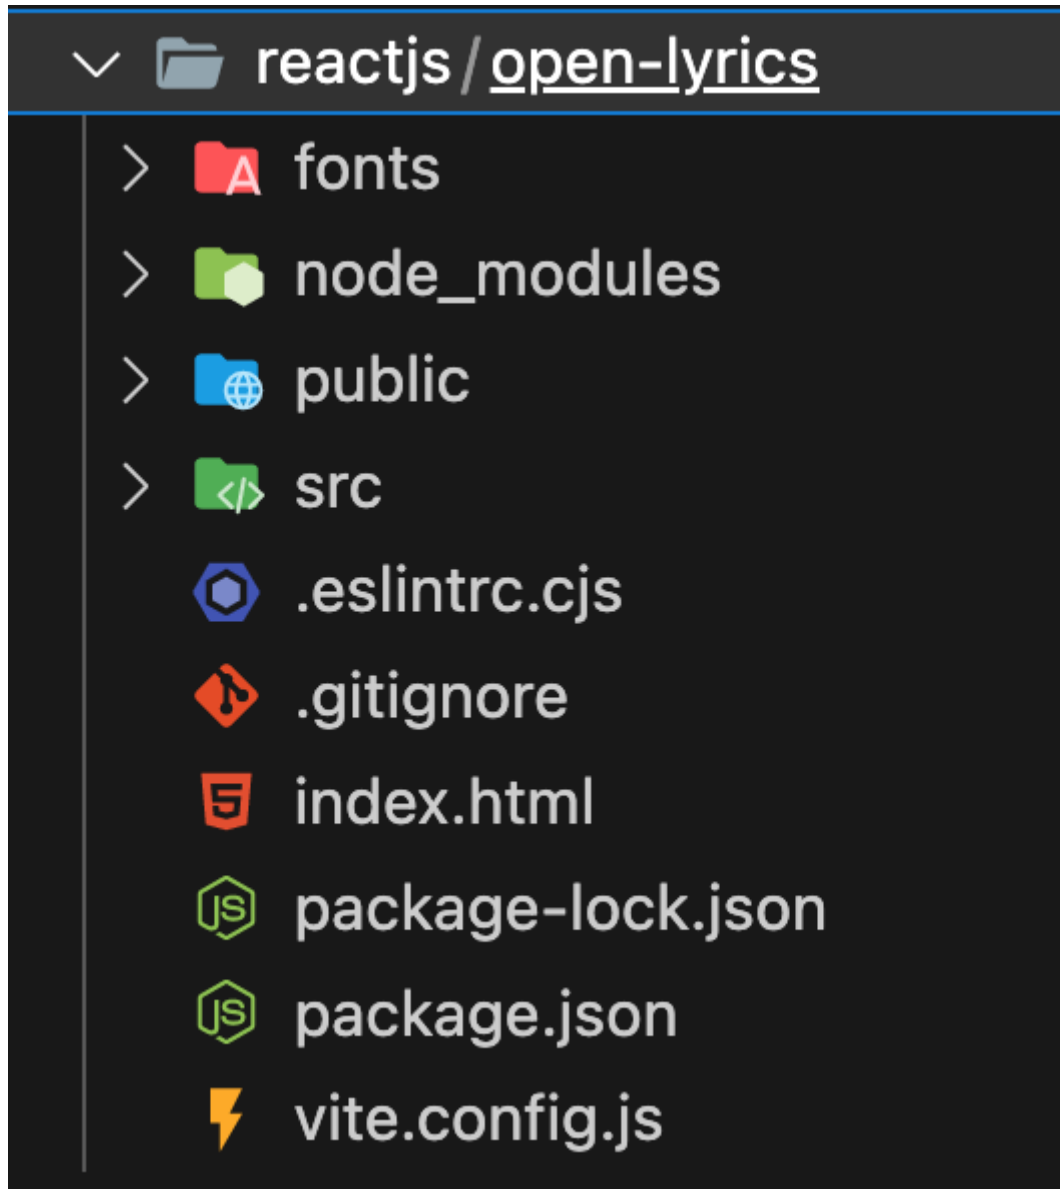 reactjs/open-lyrics
fonts
node_modules
public
src
.eslintrc.cjs
.gitignore
index.html
package-lock.json
package.json
vite.config.js